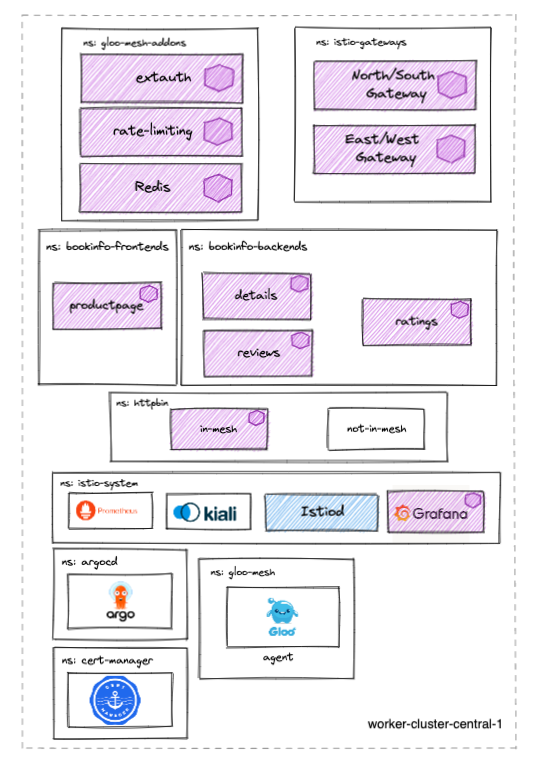 ns: gloo-mesh-addons
extauth
rate-limiting
Redis
ns: istio-gateways
North/South
Gateway
East/West
Gateway
ns: bookinfo-frontends
productpage
ns: bookinfo-backends
details
reviews
ratings
ns: httpbin
in-mesh
not-in-mesh
ns: istio-system
Prometheus
kiali
Istiod
Grafana
ns: argocd
argo
ns: gloo-mesh
Gloo
agent
ns: cert-manager
CERT
MANAGER
worker-cluster-central-1